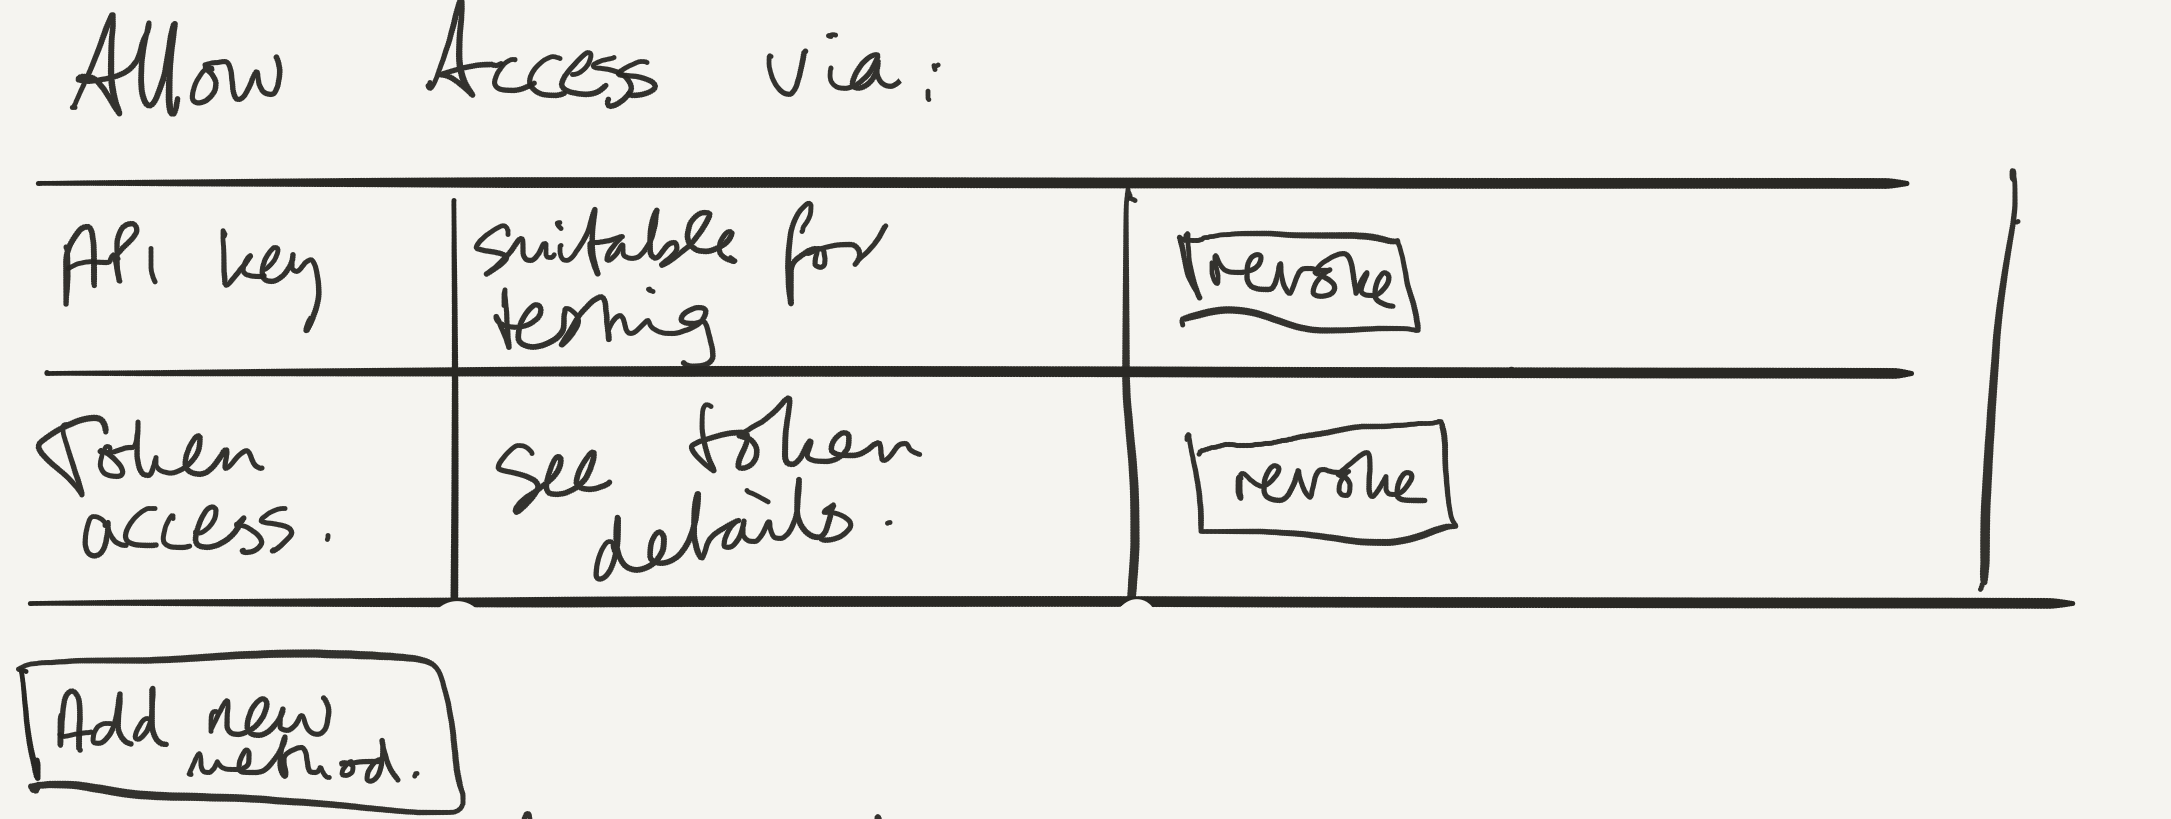 Allow Access via:
API key
suitable for
testing
revoke
Token
access.
see token
details.
revoke
Add new
method.